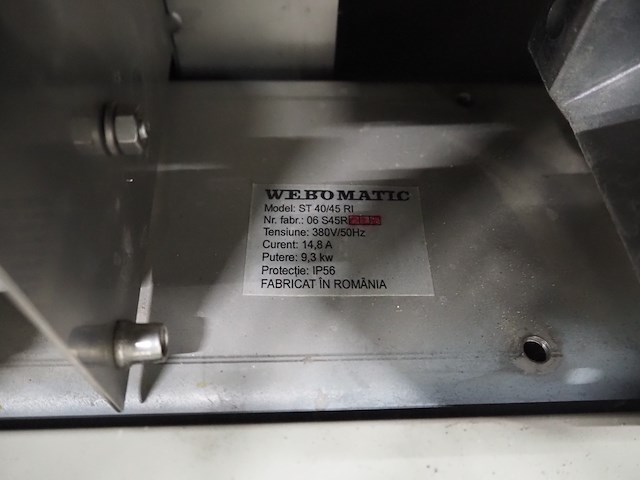 WEBOMATIC
Model: ST 40/45 RI
Nr. fabr.: 06 S45RI
Tensiune: 380V/50Hz
Curent: 14,8 A
Putere: 9,3 kw
Protecție: IP56
FABRICAT ÎN ROMÂNIA